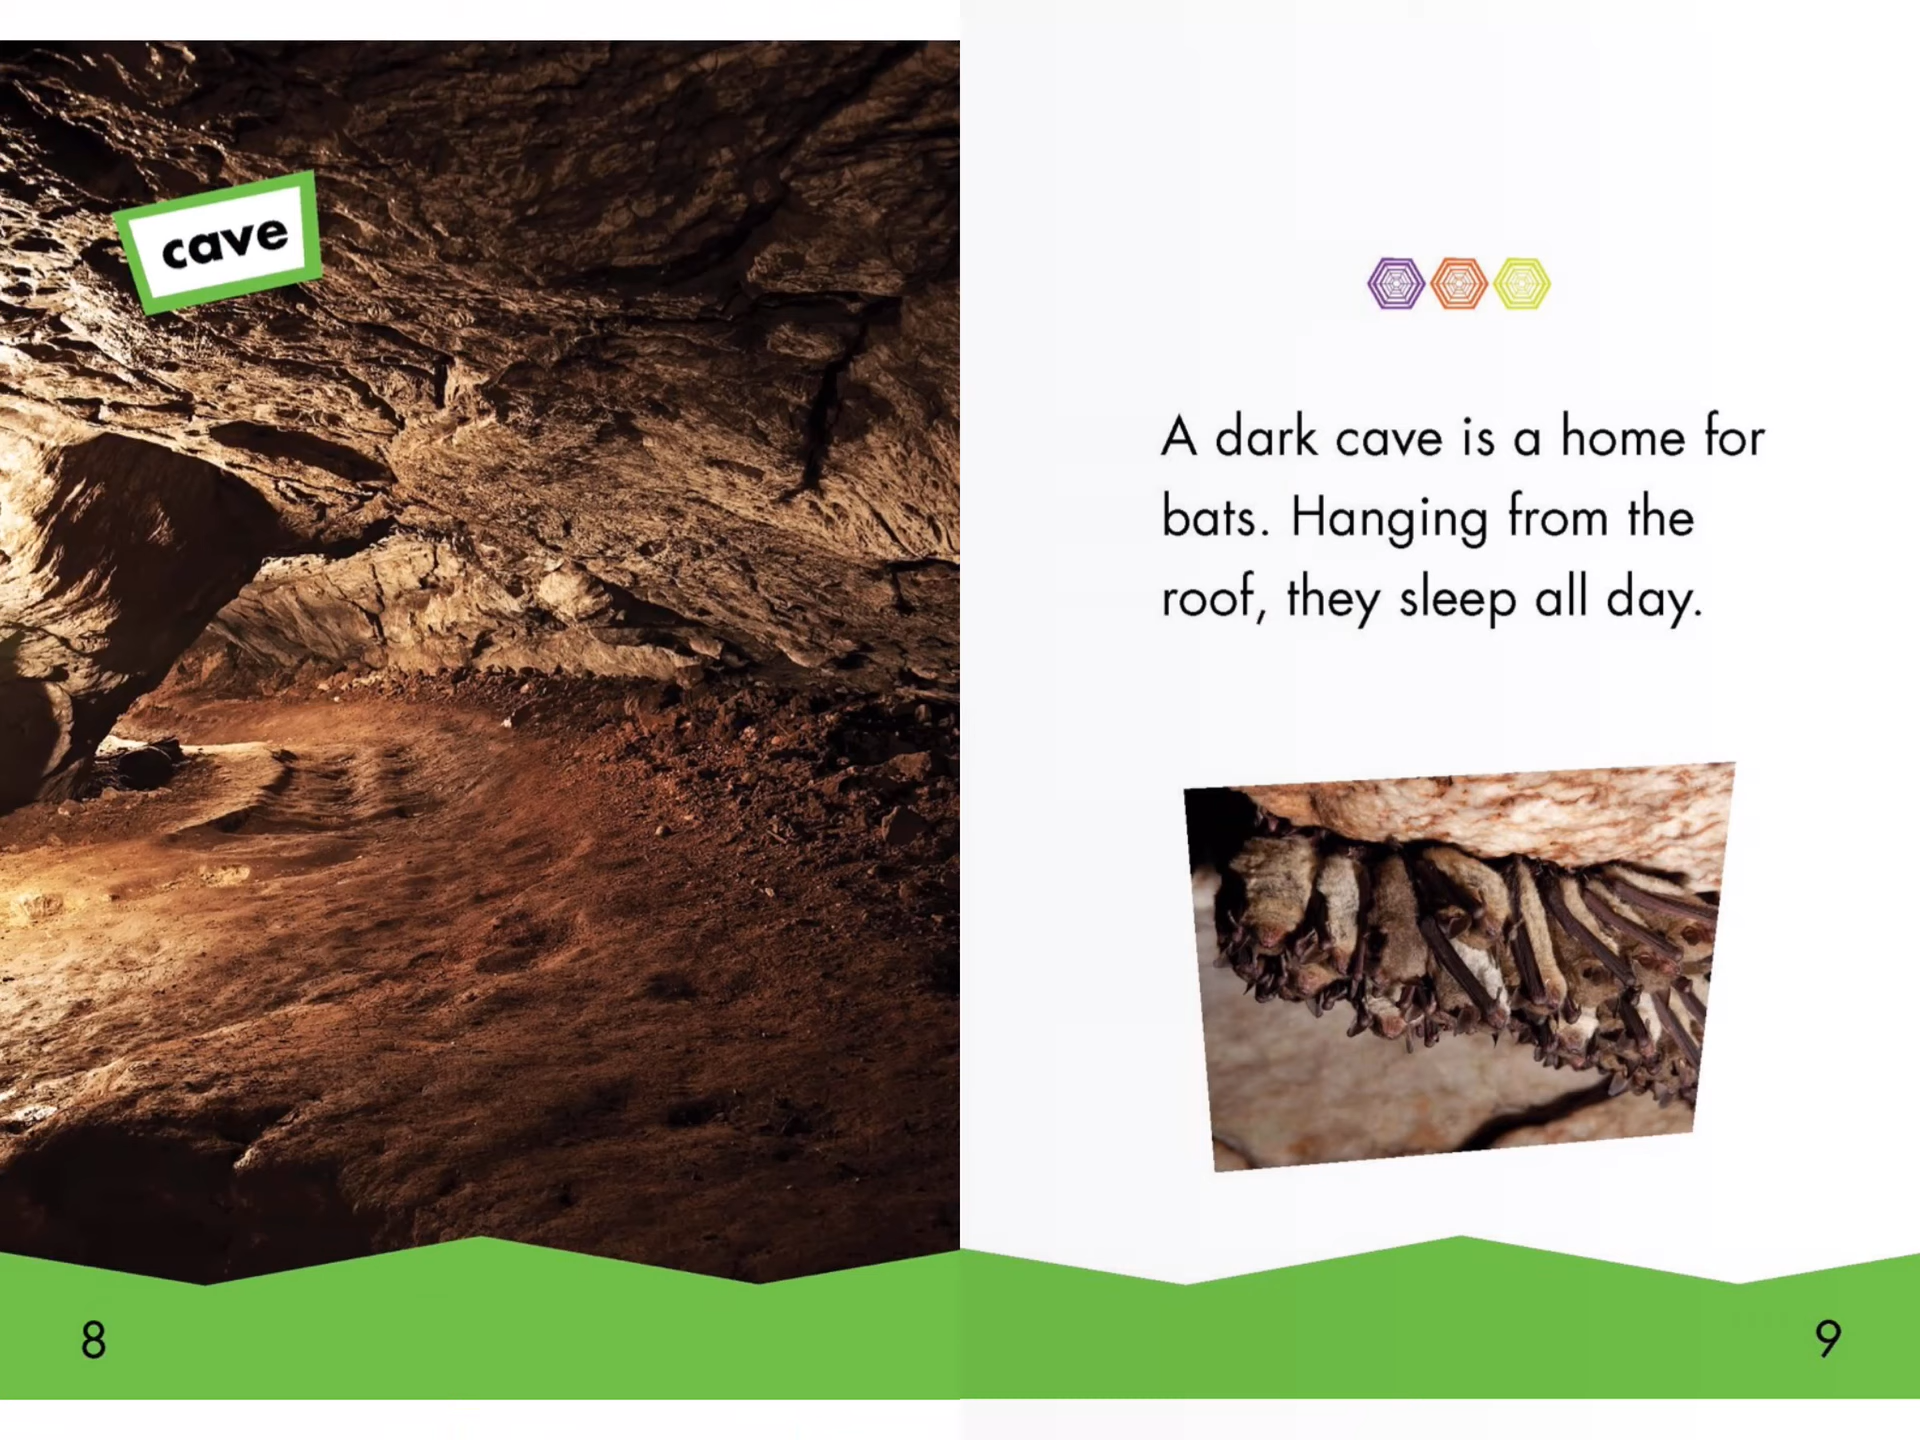 cave
8
A dark cave is a home for
bats. Hanging from the
roof, they sleep all day.
9